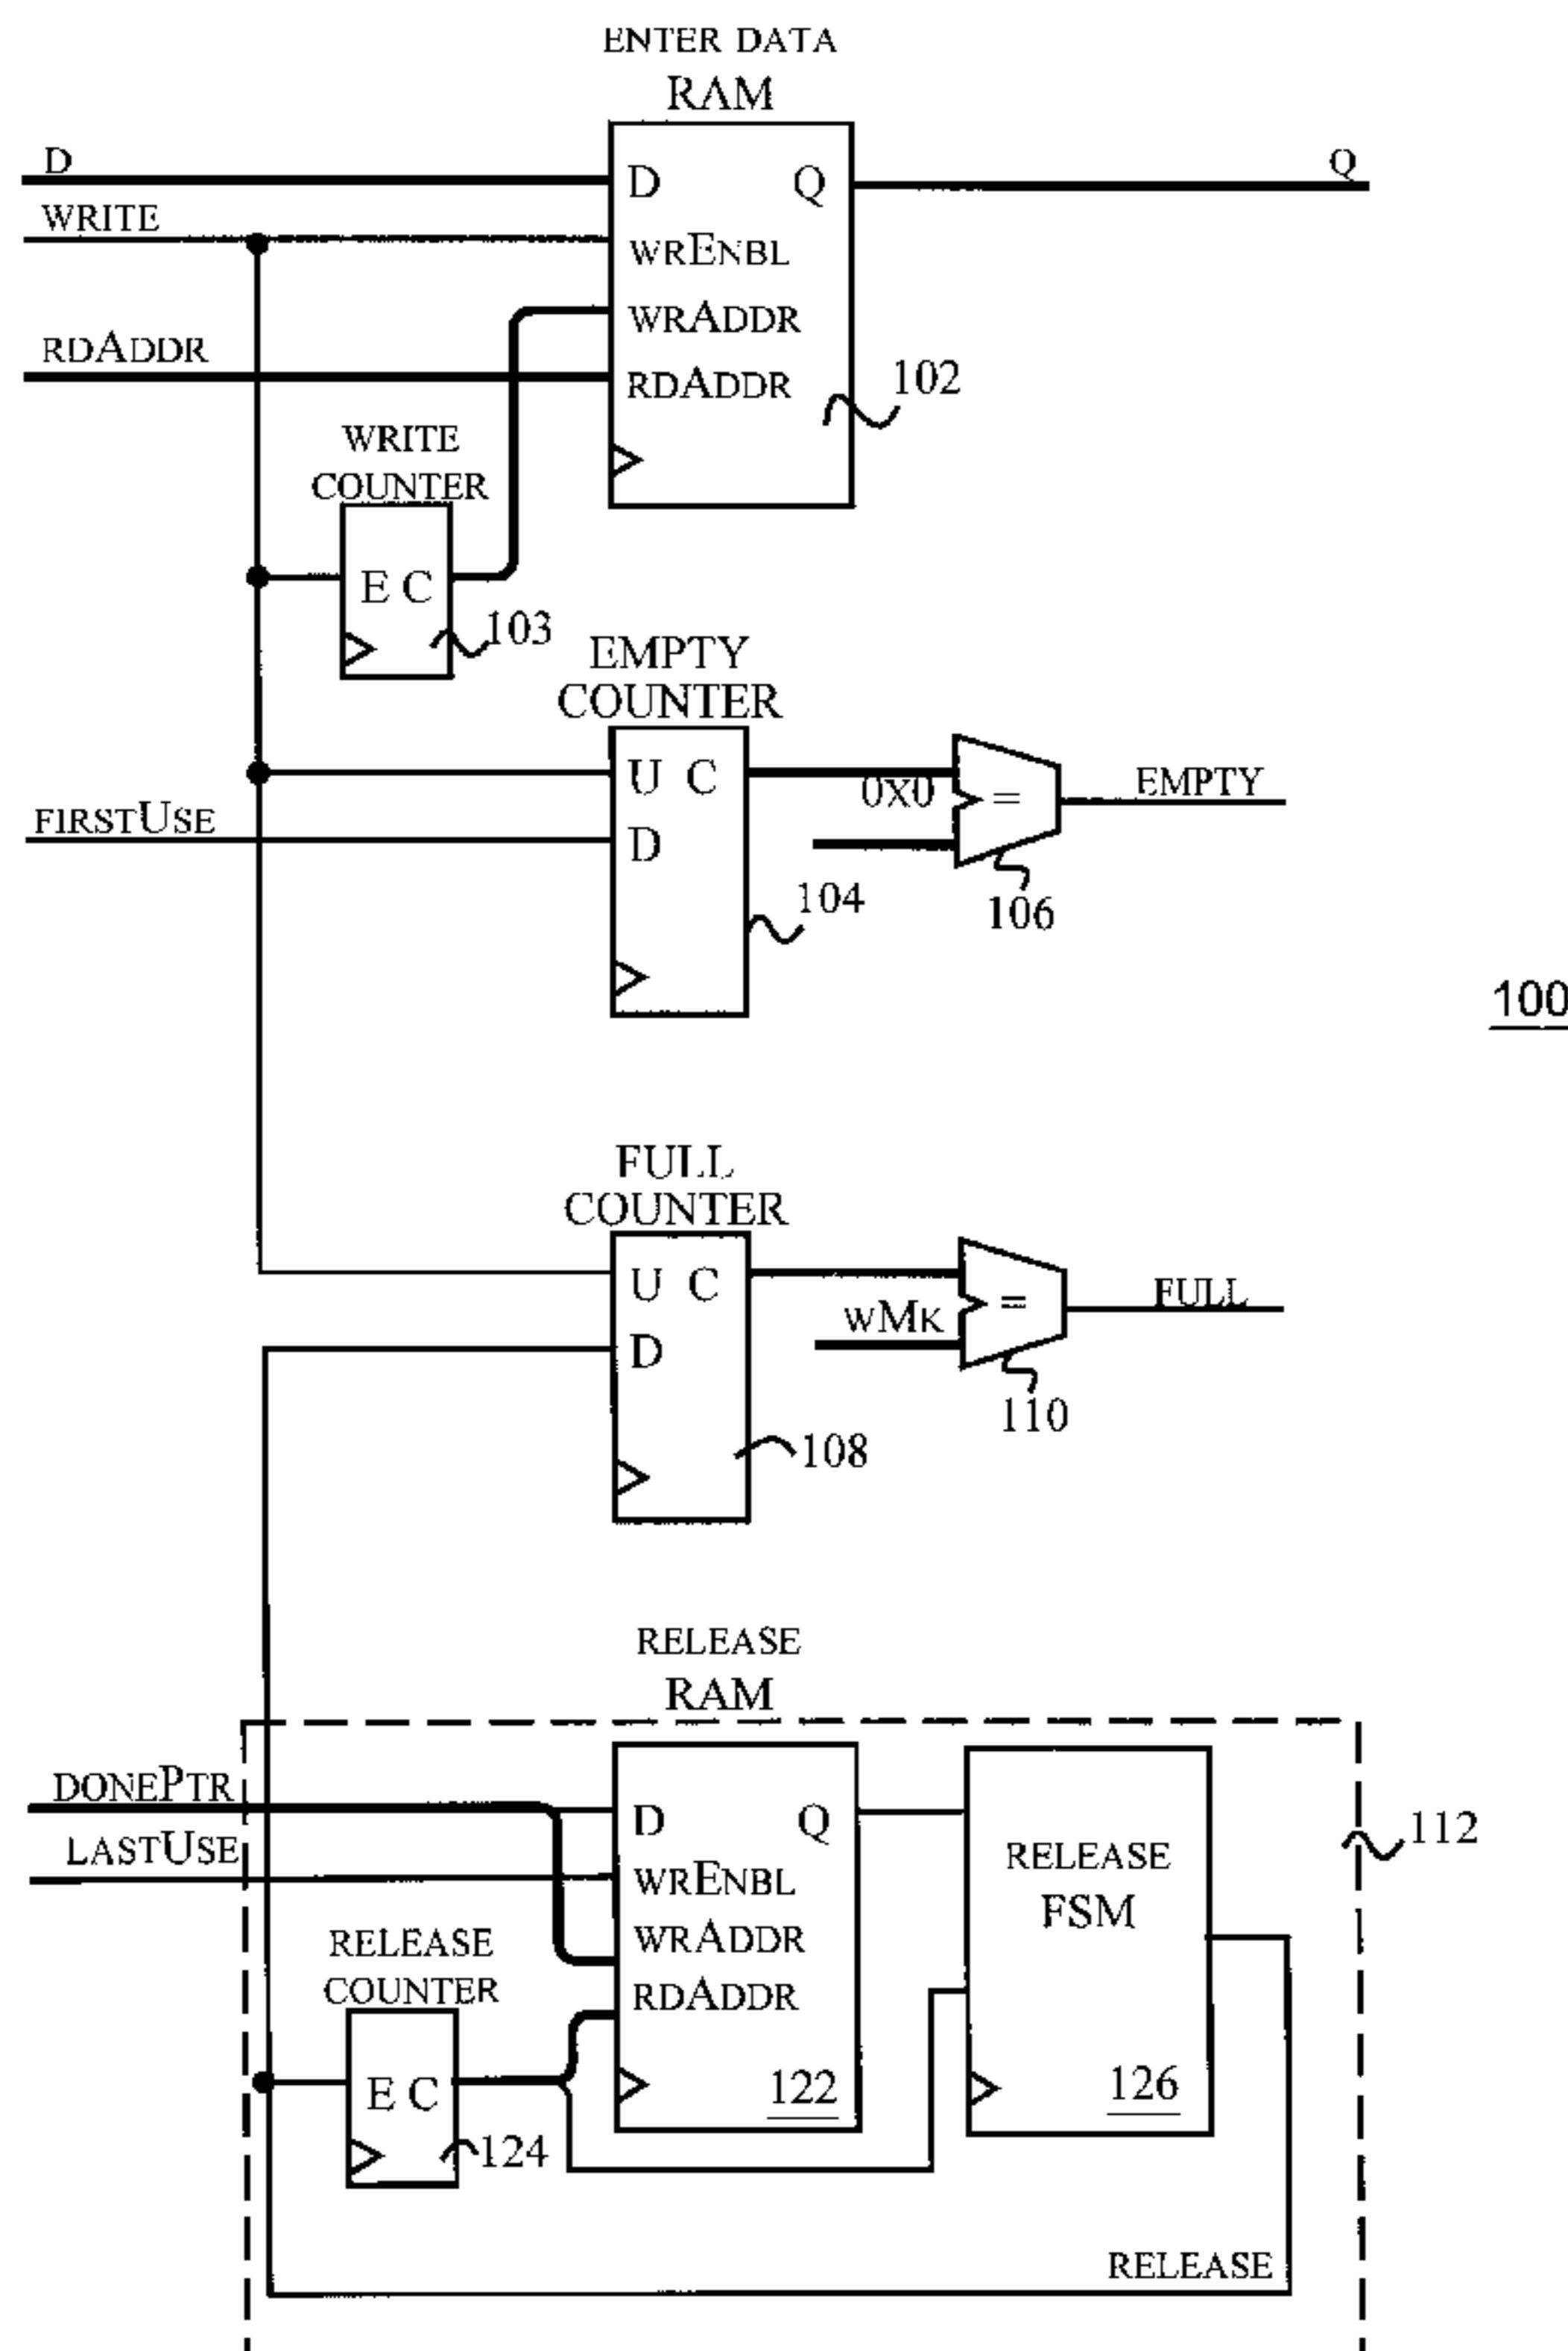 ENTER DATA
RAM
D
D Q
Q
WRITE
WRENBL
WRADDR
RDADDR
RDADDR
102
WRITE
COUNTER
E C
103
EMPTY
COUNTER
U C
0X0
=
EMPTY
FIRSTUSE
D
104
106
100
FULL
COUNTER
U C
WMK
=
FULL
D
110
108
RELEASE
RAM
DONEPTR
D Q
112
LASTUSE
WRENBL
RELEASE
FSM
WRADDR
RELEASE
COUNTER
RDADDR
E C
122
126
124
RELEASE